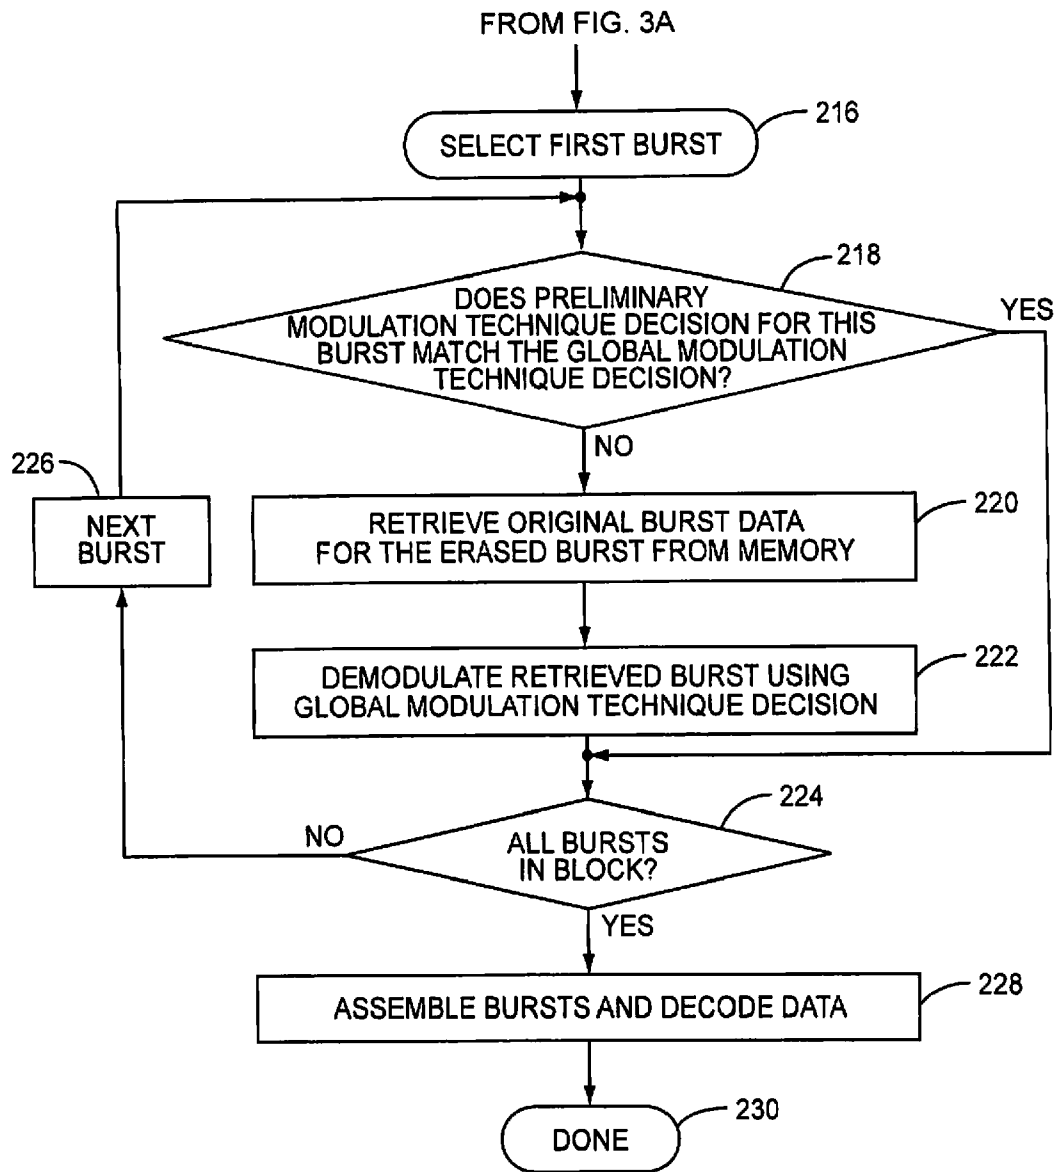 FROM FIG. 3A
SELECT FIRST BURST
216
218
DOES PRELIMINARY
MODULATION TECHNIQUE DECISION FOR THIS
BURST MATCH THE GLOBAL MODULATION
TECHNIQUE DECISION?
YES
NO
226
NEXT
BURST
220
RETRIEVE ORIGINAL BURST DATA
FOR THE ERASED BURST FROM MEMORY
222
DEMODULATE RETRIEVED BURST USING
GLOBAL MODULATION TECHNIQUE DECISION
224
NO
ALL BURSTS
IN BLOCK?
YES
228
ASSEMBLE BURSTS AND DECODE DATA
230
DONE